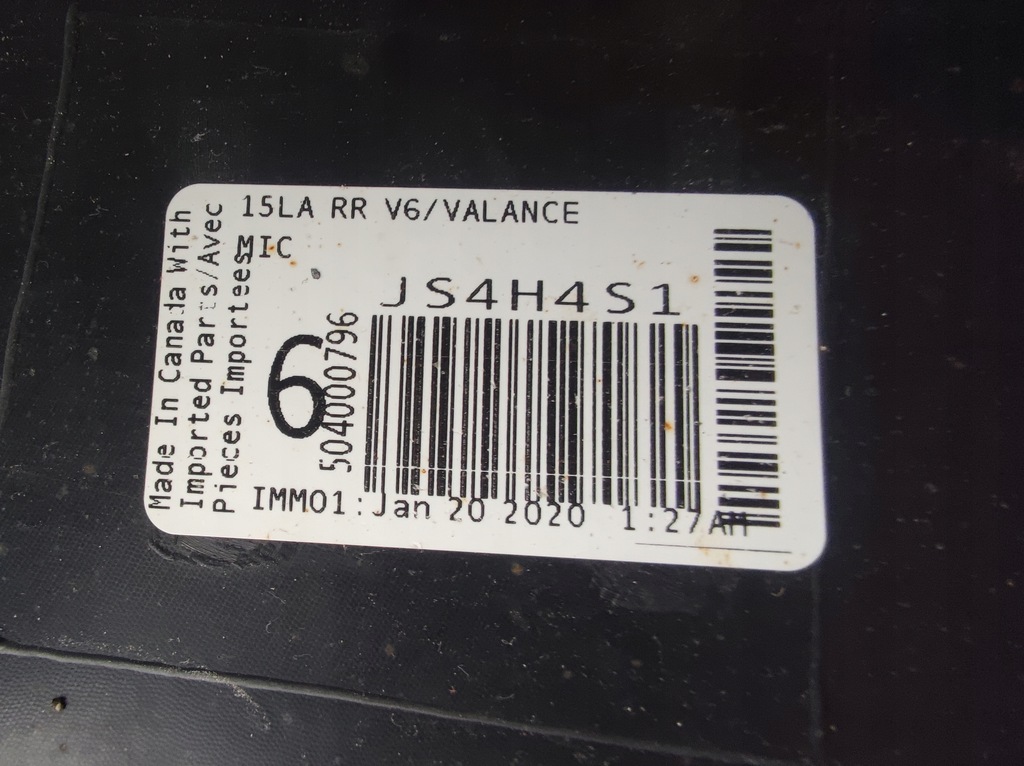 15LA RR V6/VALANCE
MIC
JS4H4S1
6
504000796
IMM01:Jan 20 2020 1:27AM
Made In Canada With
Imported Parts/Avec
Pieces Importees